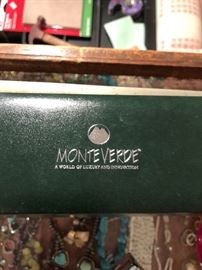 MONTEVERDE
A WORLD OF LUXURY AND INNOVATION